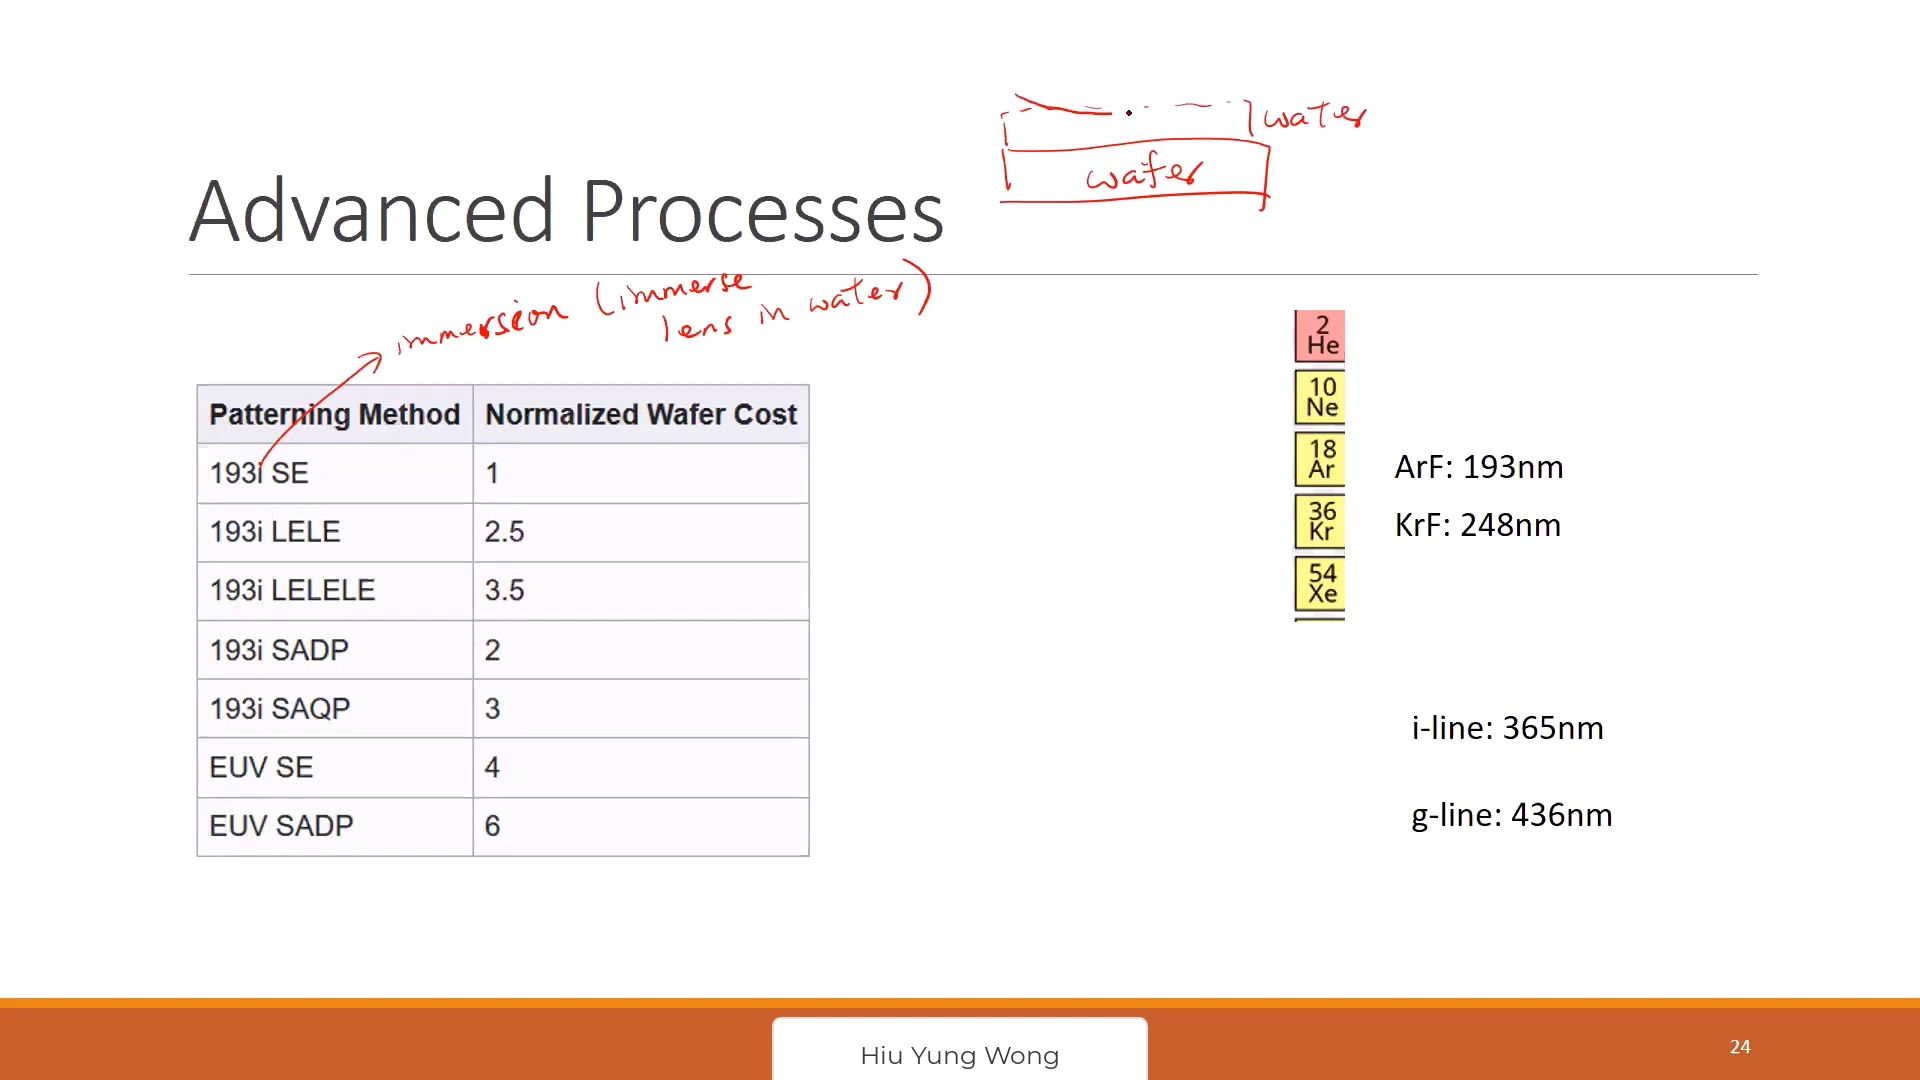 water
wafer
Advanced Processes
immersion (immerse
lens in water)
Patterning Method Normalized Wafer Cost
193i SE 1
193i LELE 2.5
193i LELELE 3.5
193i SADP 2
193i SAQP 3
EUV SE 4
EUV SADP 6
2
He
10
Ne
18
Ar
36
Kr
54
Xe
ArF: 193nm
KrF: 248nm
i-line: 365nm
g-line: 436nm
Hiu Yung Wong
24